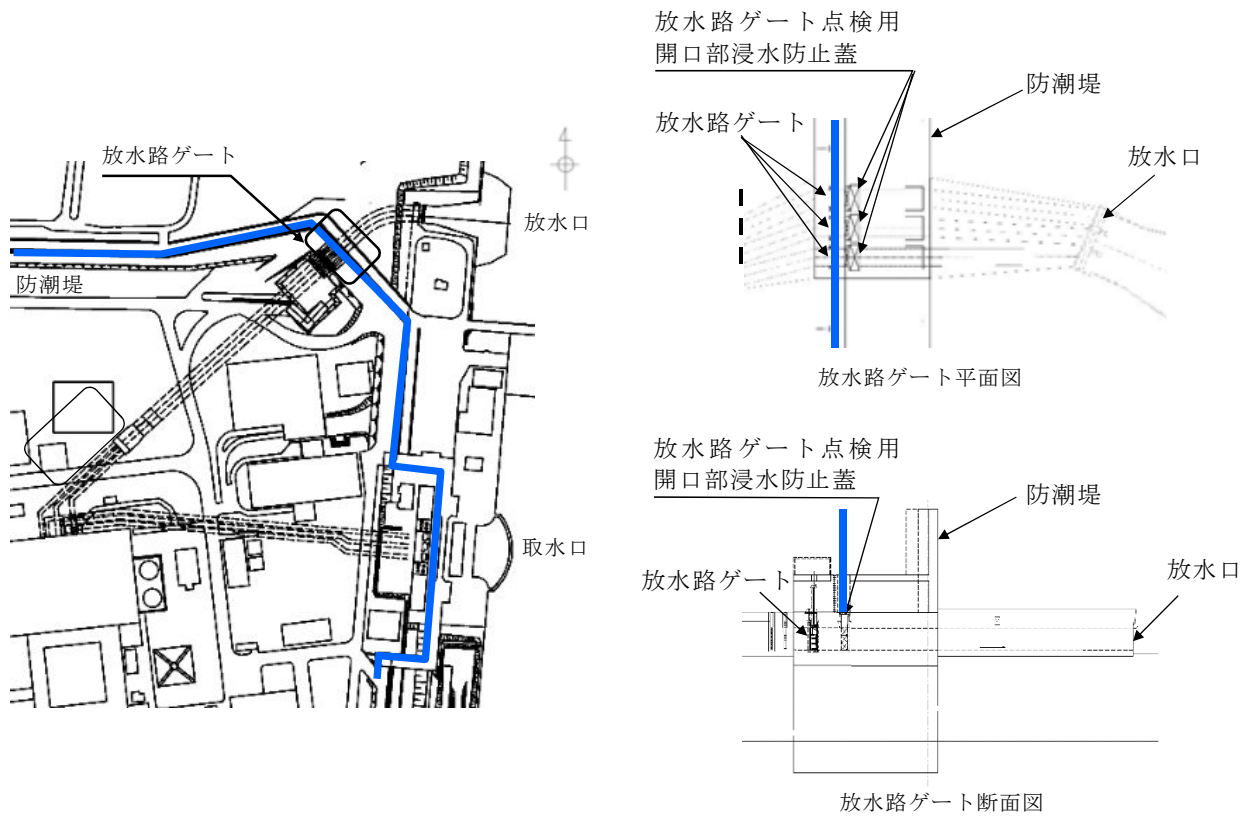 放水路ゲート
放水口
防潮堤
取水口
放水路ゲート点検用
開口部浸水防止蓋
防潮堤
放水路ゲート
放水口
放水路ゲート平面図
放水路ゲート点検用
開口部浸水防止蓋
防潮堤
放水路ゲート
放水口
放水路ゲート断面図